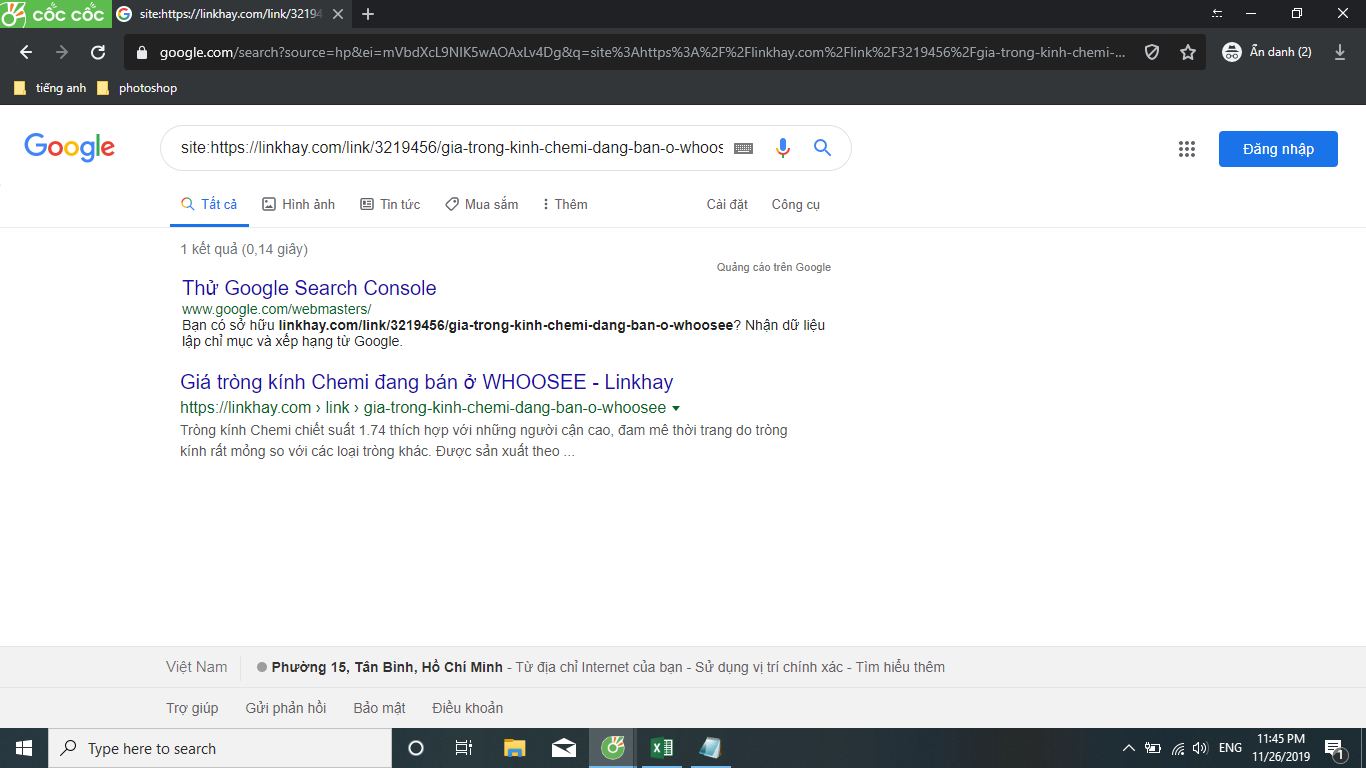 cốc cốc
site:https://linkhay.com/link/32194
google.com/search?source=hp&ei=mVbdXcL9NIK5wAOAxLv4Dg&q=site%3Ahttps%3A%2F%2Flinkhay.com%2Flink%2F3219456%2Fgia-trong-kinh-chemi-...
Ẩn danh (2)
tiếng anh
photoshop
Google
site:https://linkhay.com/link/3219456/gia-trong-kinh-chemi-dang-ban-o-whoos
Đăng nhập
Tất cả
Hình ảnh
Tin tức
Mua sắm
Thêm
Cài đặt
Công cụ
1 kết quả (0,14 giây)
Quảng cáo trên Google
Thử Google Search Console
www.google.com/webmasters/
Bạn có sở hữu linkhay.com/link/3219456/gia-trong-kinh-chemi-dang-ban-o-whoosee? Nhận dữ liệu
lập chỉ mục và xếp hạng từ Google.
Giá tròng kính Chemi đang bán ở WHOOSEE - Linkhay
https://linkhay.com › link › gia-trong-kinh-chemi-dang-ban-o-whoosee
Tròng kính Chemi chiết suất 1.74 thích hợp với những người cận cao, đam mê thời trang do tròng
kính rất mỏng so với các loại tròng khác. Được sản xuất theo ...
Việt Nam
Phường 15, Tân Bình, Hồ Chí Minh - Từ địa chỉ Internet của bạn - Sử dụng vị trí chính xác - Tìm hiểu thêm
Trợ giúp
Gửi phản hồi
Bảo mật
Điều khoản
Type here to search
ENG
11:45 PM
11/26/2019
1